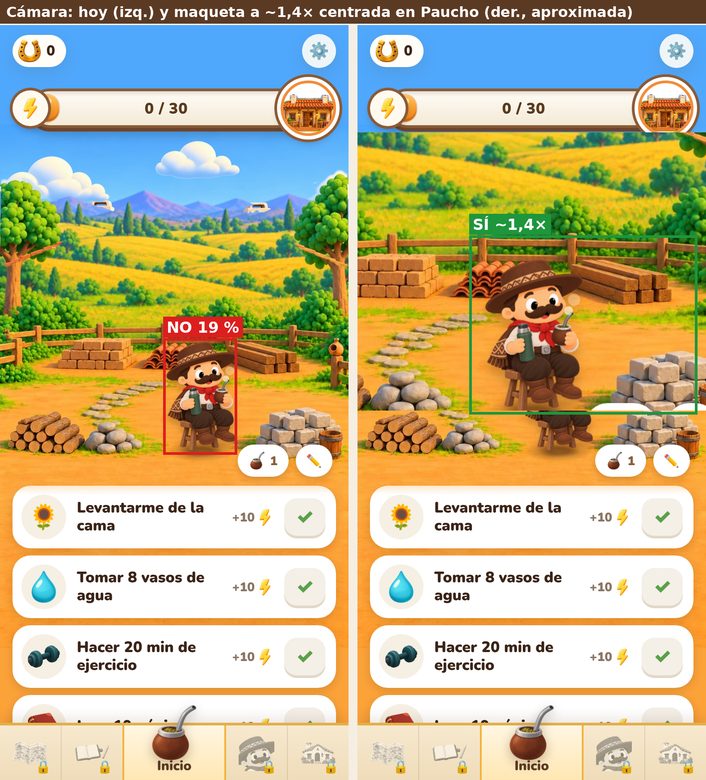 Cámara: hoy (izq.) y maqueta a ~1,4× centrada en Paucho (der., aproximada)
0
0 / 30
NO 19 %
1
Levantarme de la
cama
+10
Tomar 8 vasos de
agua
+10
Hacer 20 min de
ejercicio
+10
Inicio
0
0 / 30
SÍ ~1,4×
1
Levantarme de la
cama
+10
Tomar 8 vasos de
agua
+10
Hacer 20 min de
ejercicio
+10
Inicio